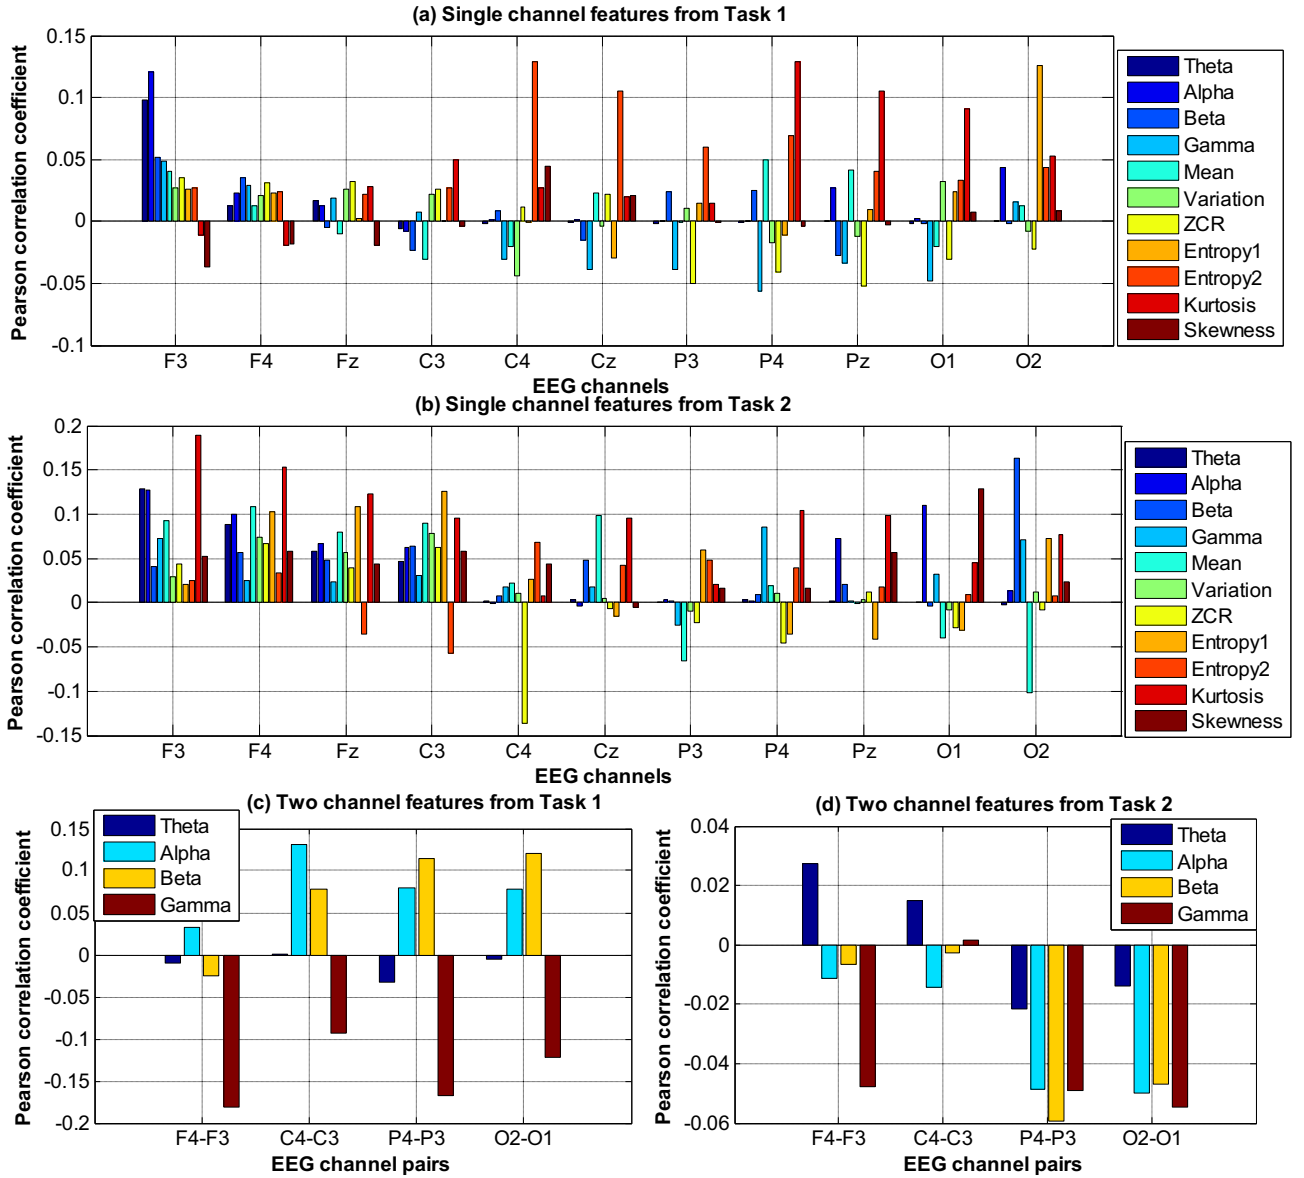 (a) Single channel features from Task 1
Pearson correlation coefficient
0.15
0.1
0.05
0
-0.05
-0.1
F3 F4 Fz C3 C4 Cz P3 P4 Pz O1 O2
EEG channels
Theta
Alpha
Beta
Gamma
Mean
Variation
ZCR
Entropy1
Entropy2
Kurtosis
Skewness
(b) Single channel features from Task 2
Pearson correlation coefficient
0.2
0.15
0.1
0.05
0
-0.05
-0.1
-0.15
F3 F4 Fz C3 C4 Cz P3 P4 Pz O1 O2
EEG channels
Theta
Alpha
Beta
Gamma
Mean
Variation
ZCR
Entropy1
Entropy2
Kurtosis
Skewness
(c) Two channel features from Task 1
Pearson correlation coefficient
0.15
0.1
0.05
0
-0.05
-0.1
-0.15
-0.2
Theta
Alpha
Beta
Gamma
F4-F3 C4-C3 P4-P3 O2-O1
EEG channel pairs
(d) Two channel features from Task 2
Pearson correlation coefficient
0.04
0.02
0
-0.02
-0.04
-0.06
Theta
Alpha
Beta
Gamma
F4-F3 C4-C3 P4-P3 O2-O1
EEG channel pairs